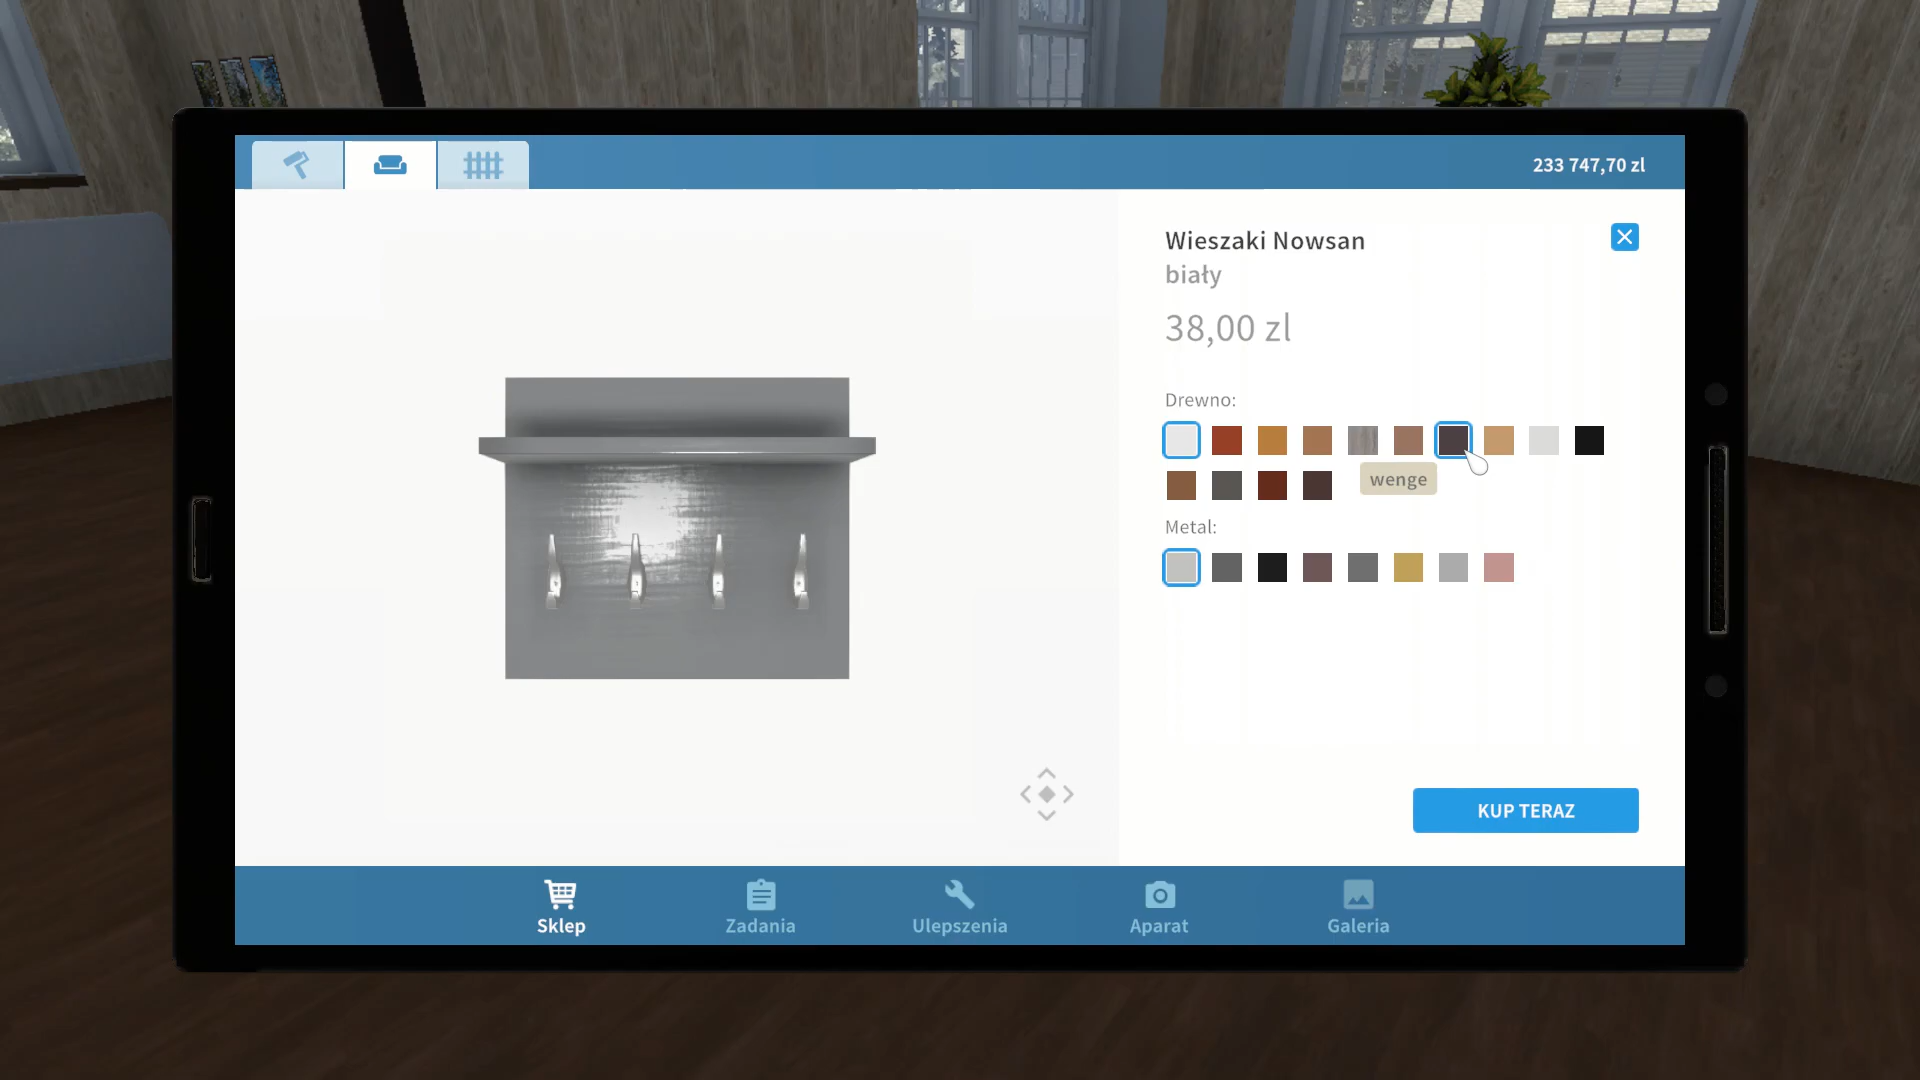 233 747,70 zl
Wieszaki Nowsan
biały
38,00 zl
Drewno:
wenge
Metal:
KUP TERAZ
Sklep
Zadania
Ulepszenia
Aparat
Galeria